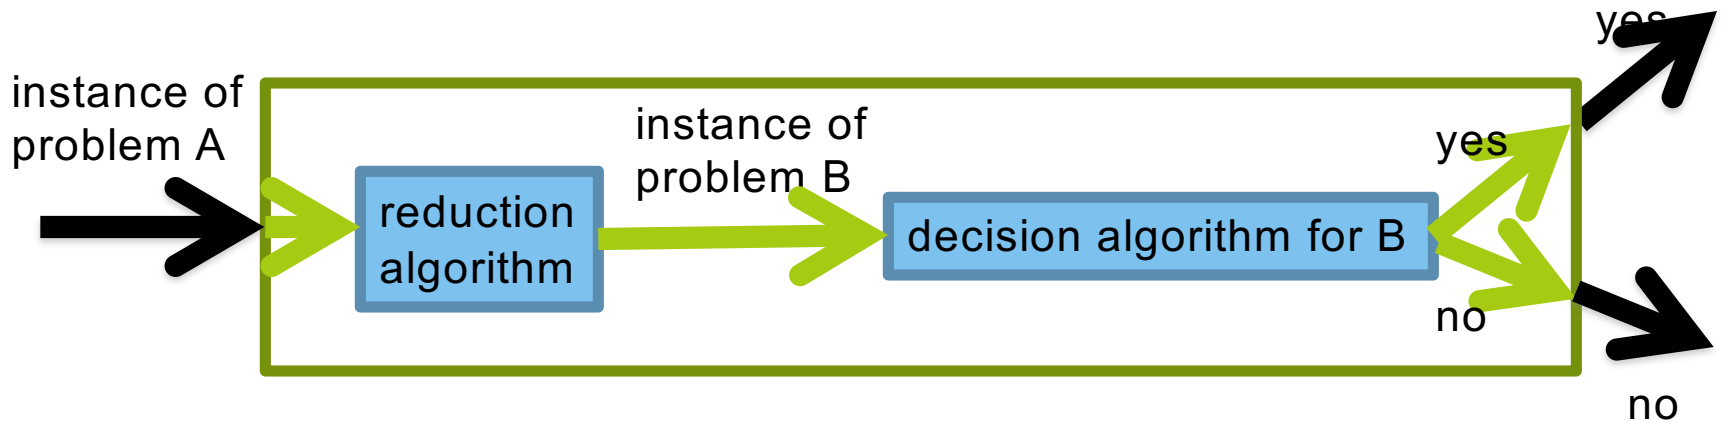 instance of
problem A
reduction
algorithm
instance of
problem B
decision algorithm for B
yes
no
yes
no